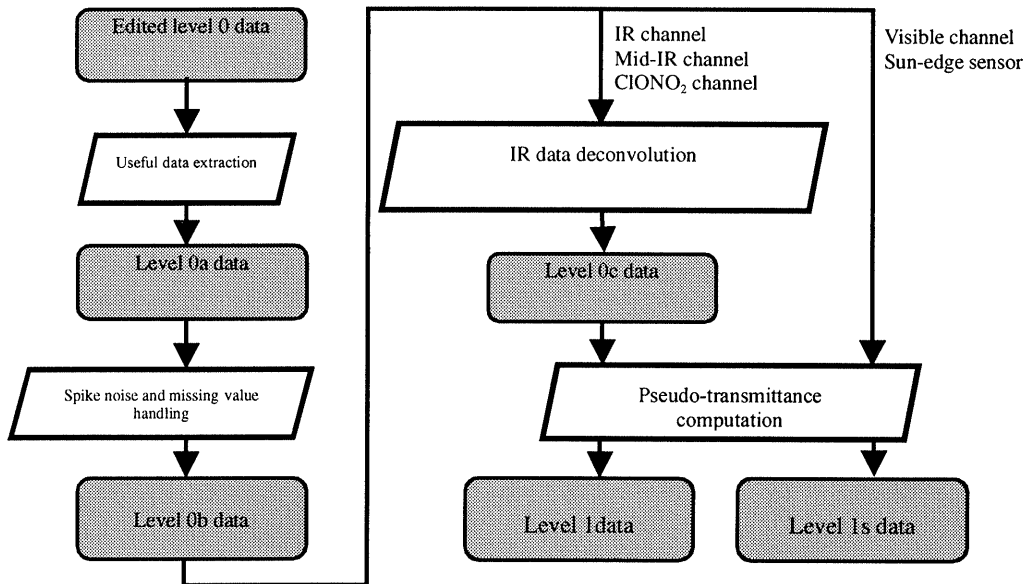 Edited level 0 data
Useful data extraction
Level 0a data
Spike noise and missing value
handling
Level 0b data
IR channel
Mid-IR channel
ClONO₂ channel
Visible channel
Sun-edge sensor
IR data deconvolution
Level 0c data
Pseudo-transmittance
computation
Level 1data
Level 1s data